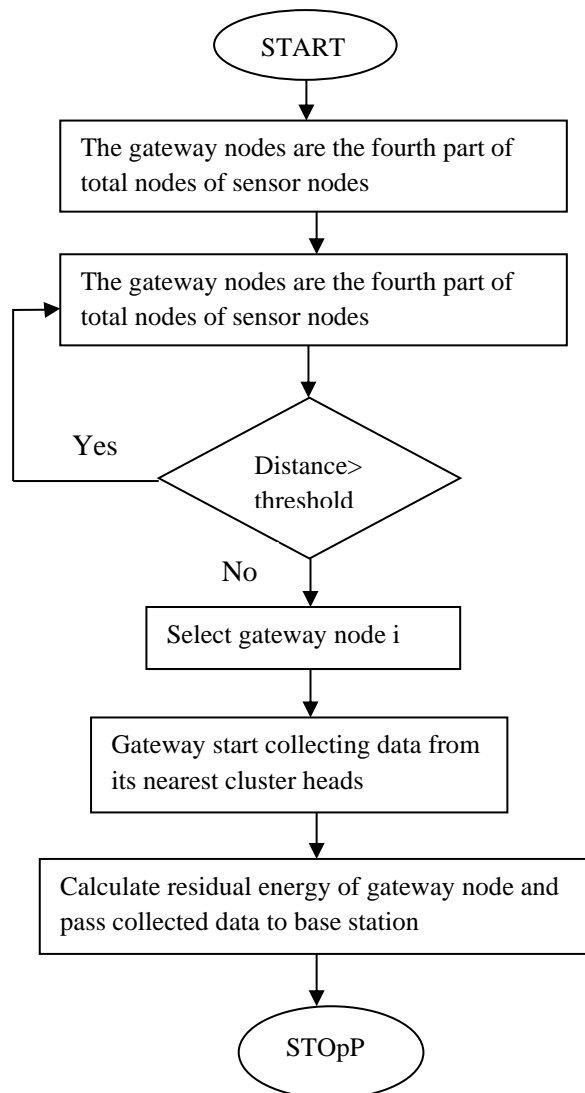 START
The gateway nodes are the fourth part of
total nodes of sensor nodes
The gateway nodes are the fourth part of
total nodes of sensor nodes
Yes
Distance>
threshold
No
Select gateway node i
Gateway start collecting data from
its nearest cluster heads
Calculate residual energy of gateway node and
pass collected data to base station
STOpP